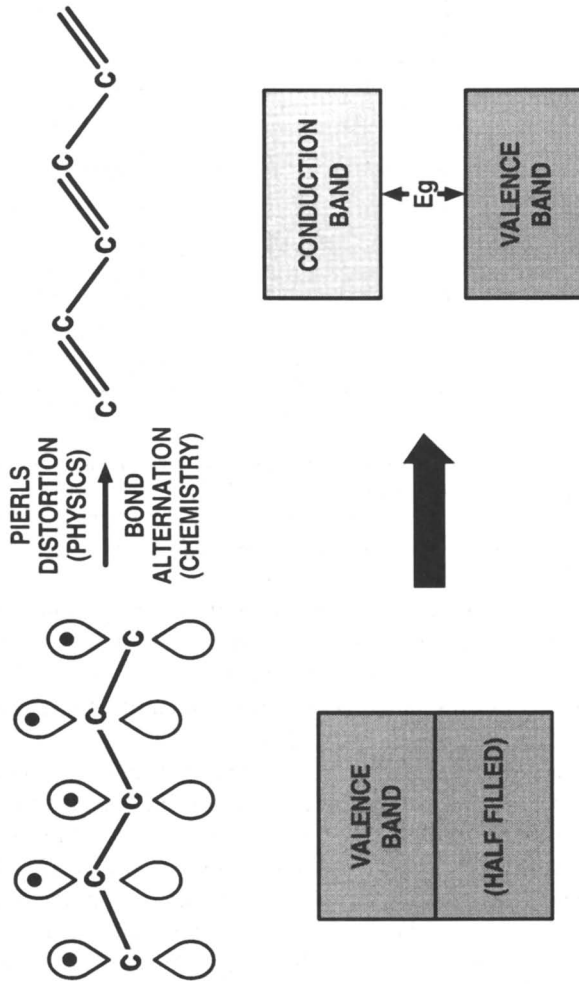 C C C C C
PIERLS
DISTORTION
(PHYSICS)
BOND
ALTERNATION
(CHEMISTRY)
C C C C C
VALENCE
BAND
(HALF FILLED)
CONDUCTION
BAND
Eg
VALENCE
BAND